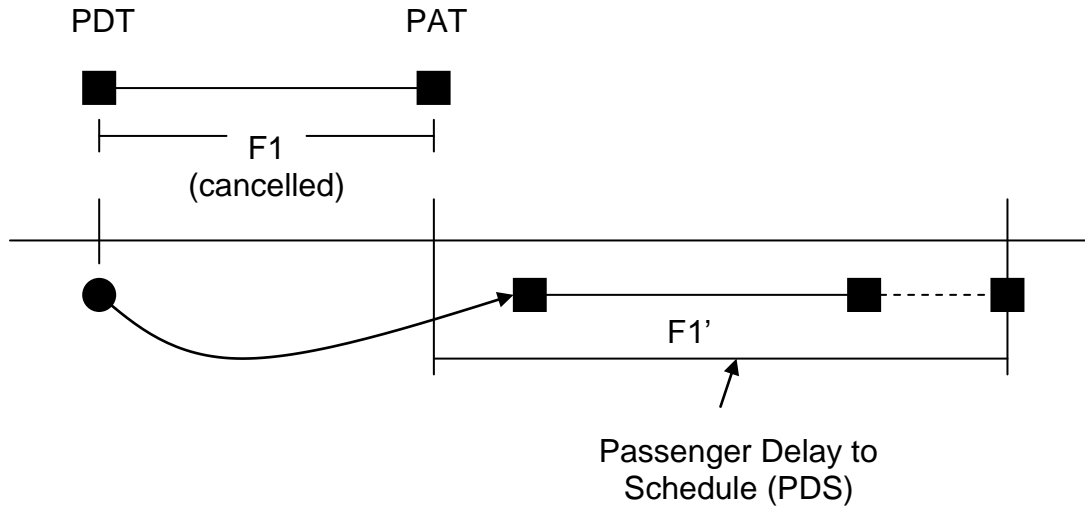 PDT
PAT
F1
(cancelled)
F1’
Passenger Delay to
Schedule (PDS)